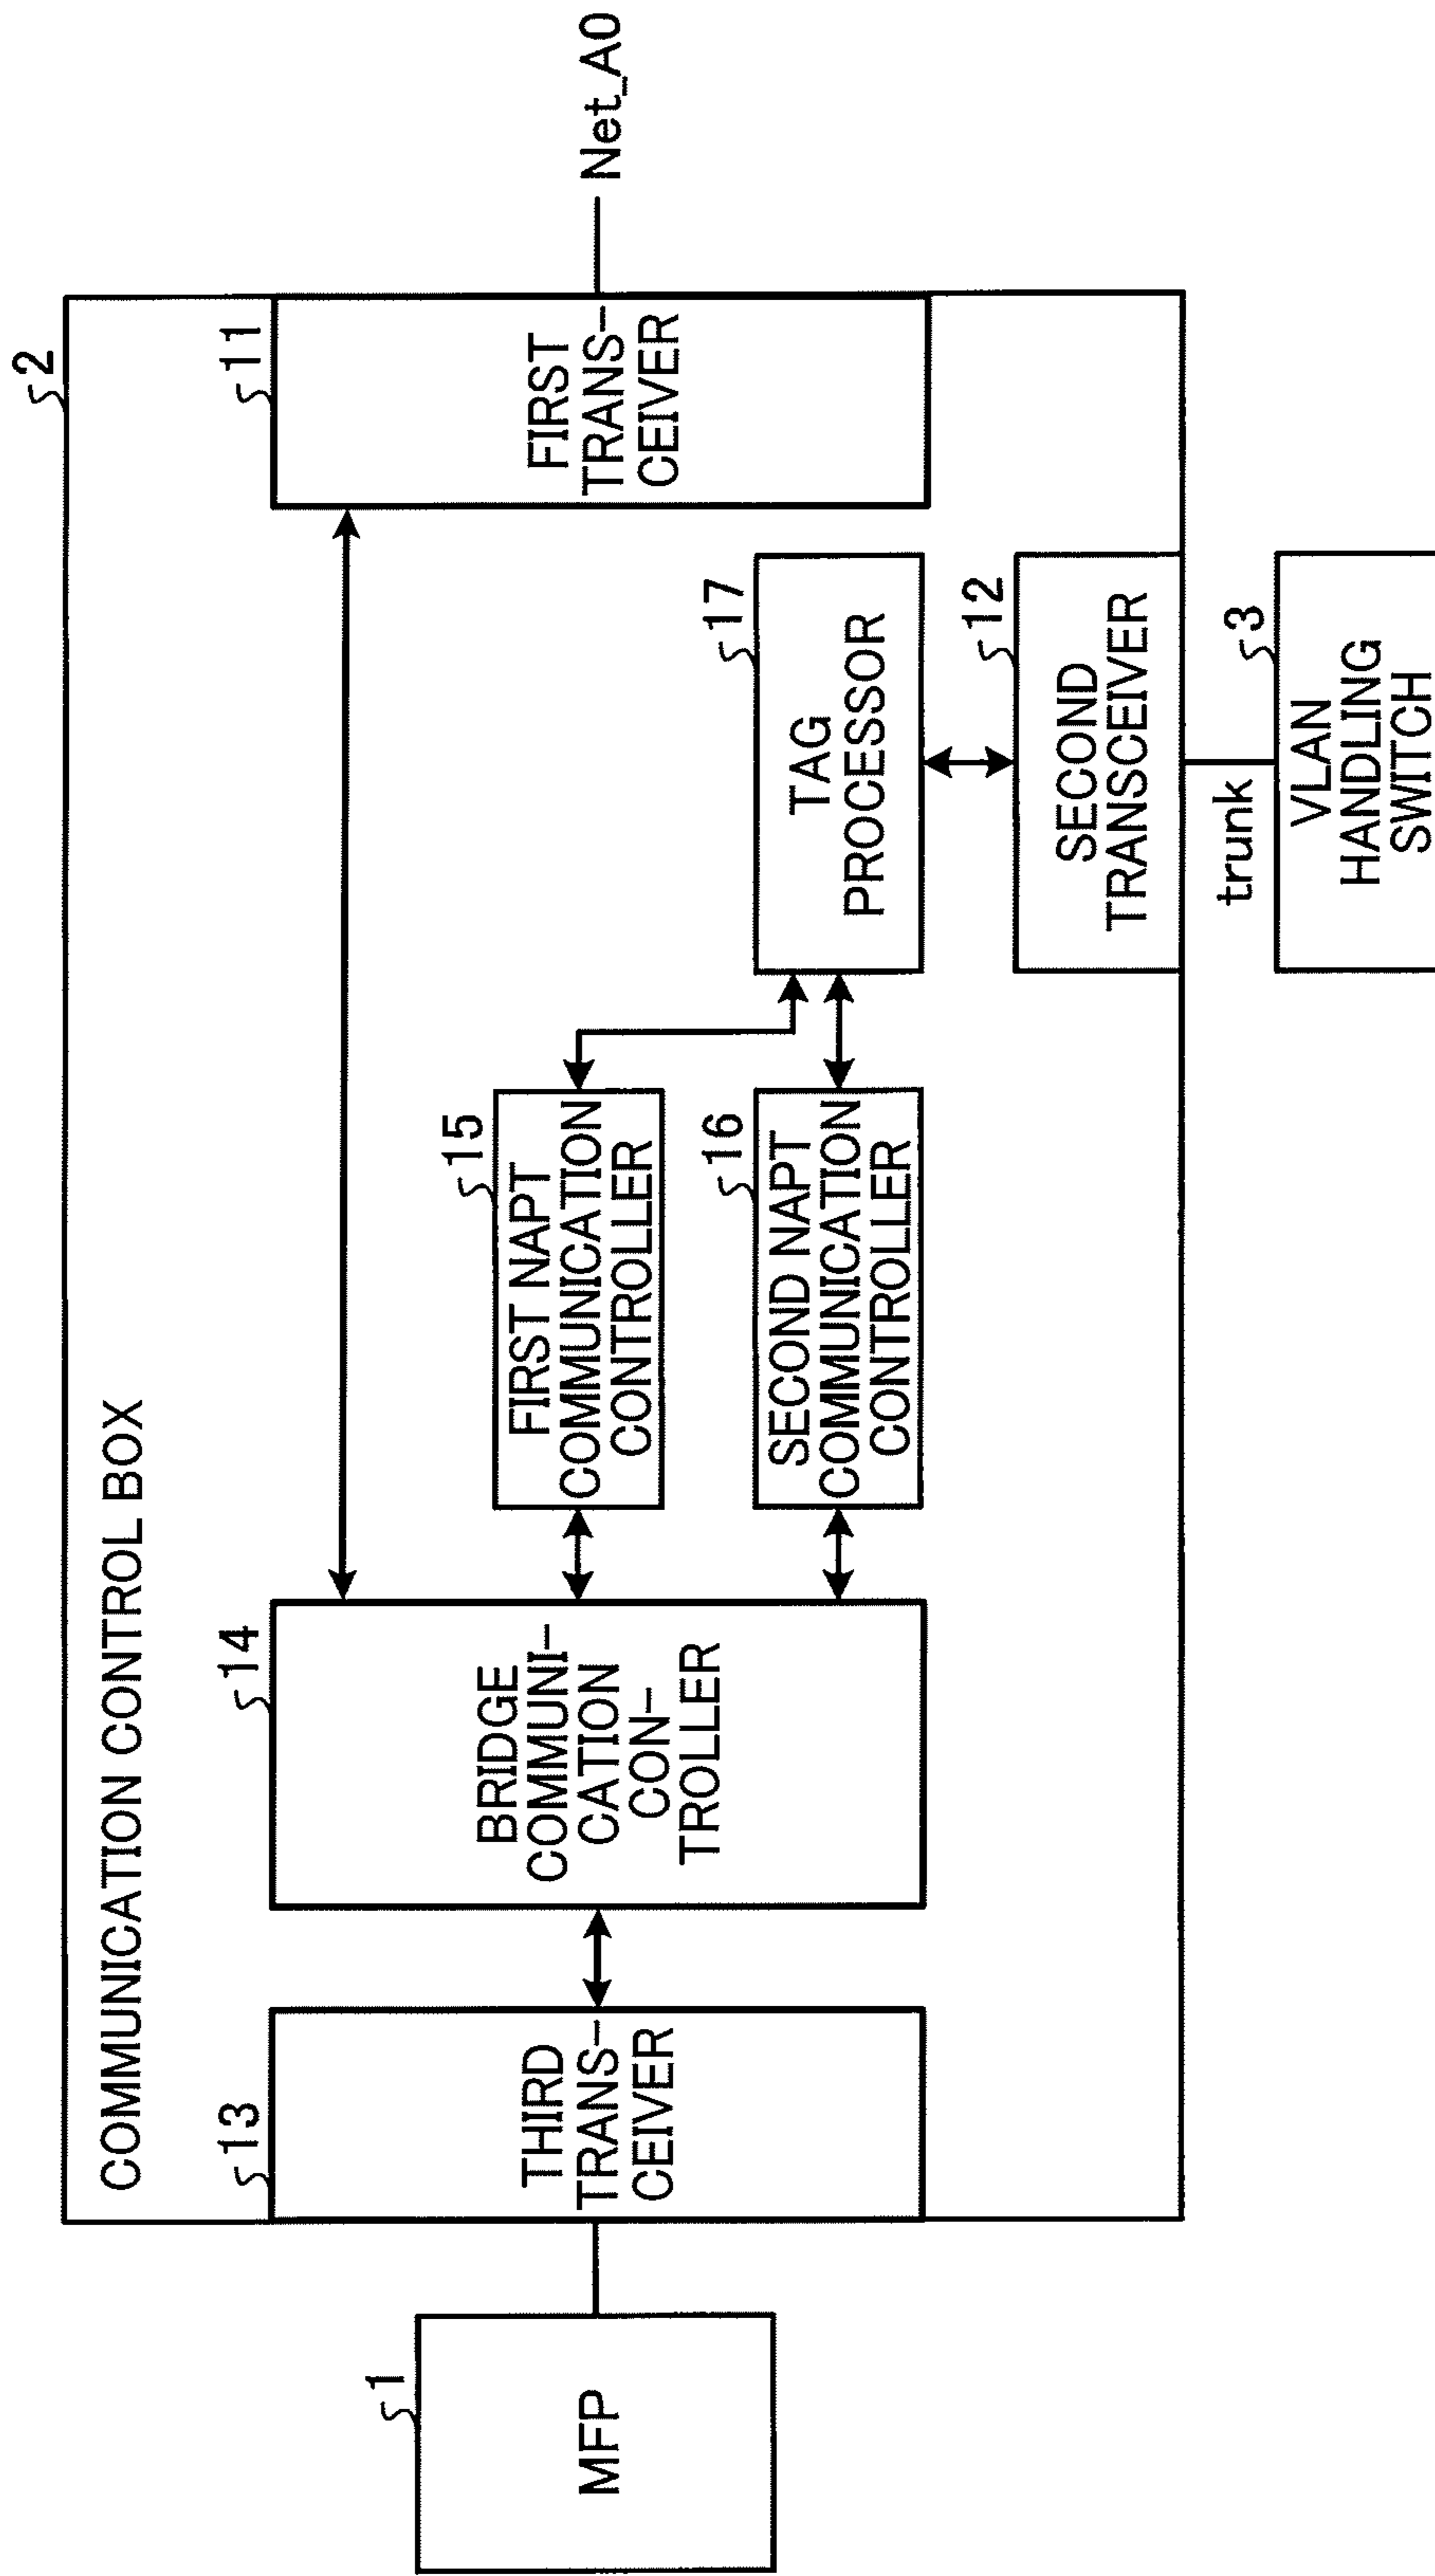 COMMUNICATION CONTROL BOX
2
1
MFP
13
THIRD
TRANS-
CEIVER
14
BRIDGE
COMMUNI-
CATION
CON-
TROLLER
15
FIRST NAPT
COMMUNICATION
CONTROLLER
16
SECOND NAPT
COMMUNICATION
CONTROLLER
17
TAG
PROCESSOR
11
FIRST
TRANS-
CEIVER
Net_A0
12
SECOND
TRANSCEIVER
trunk
3
VLAN
HANDLING
SWITCH